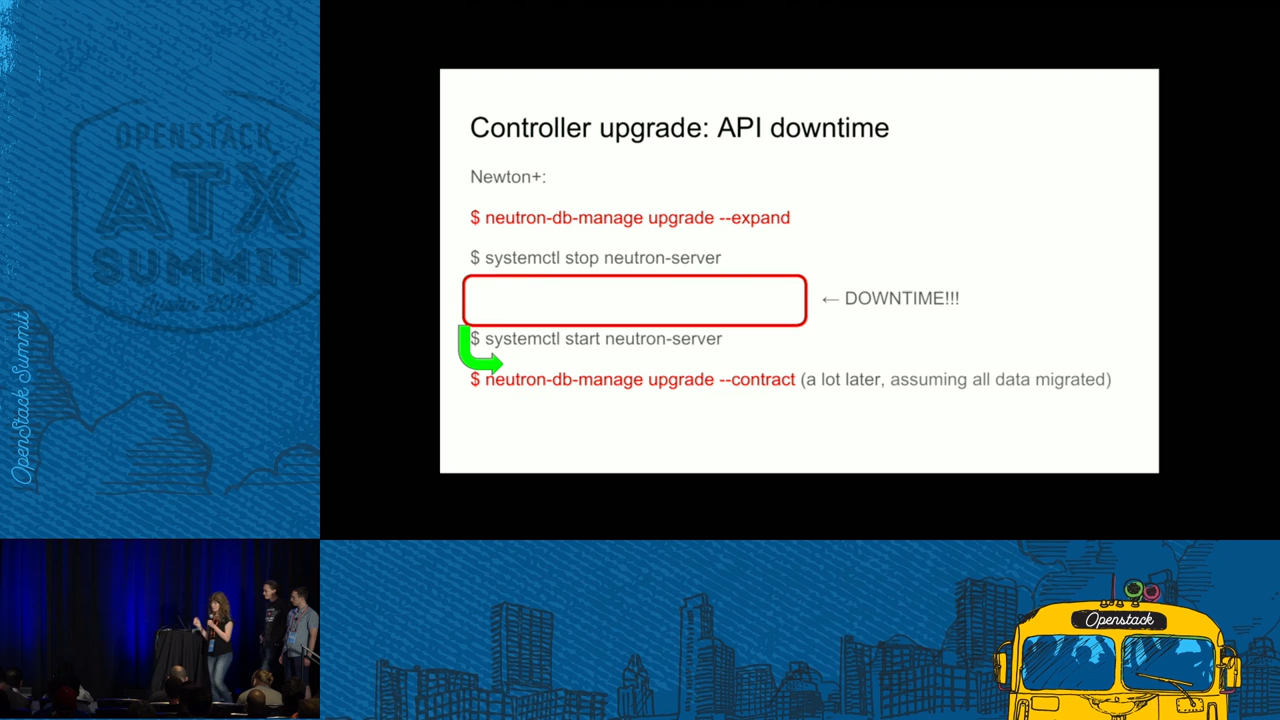 OPENSTACK
ATX
SUMMIT
Austin
OpenStack Summit
Controller upgrade: API downtime
Newton+:
$ neutron-db-manage upgrade --expand
$ systemctl stop neutron-server
← DOWNTIME!!!
$ systemctl start neutron-server
$ neutron-db-manage upgrade --contract (a lot later, assuming all data migrated)
Openstack